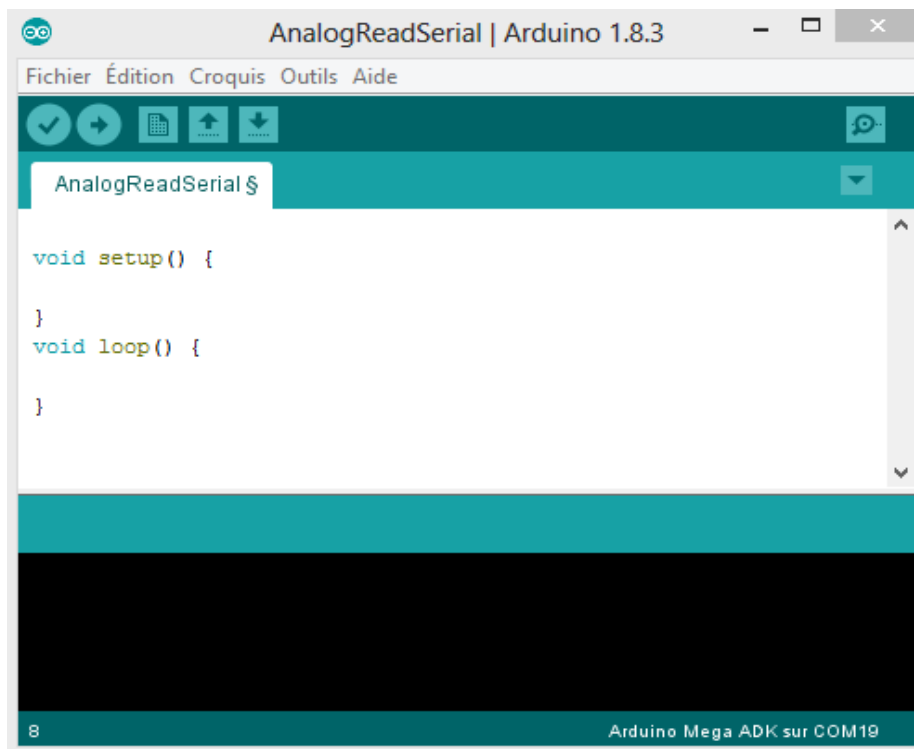 AnalogReadSerial | Arduino 1.8.3
Fichier Édition Croquis Outils Aide
AnalogReadSerial §
void setup() {
}
void loop() {
}
8 Arduino Mega ADK sur COM19